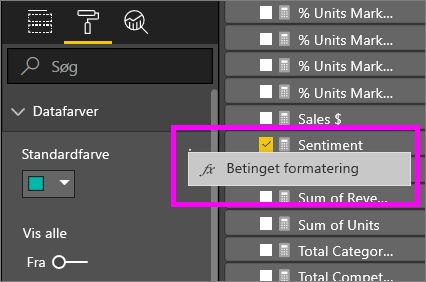 Søg
Datafarver
Standardfarve
Vis alle
Fra
% Units Mark...
% Units Mark...
% Units Mark...
% Units Mark...
Sales $
Sentiment
fx Betinget formatering
Sum of Reve...
Sum of Units
Total Categor...
Total Compet...